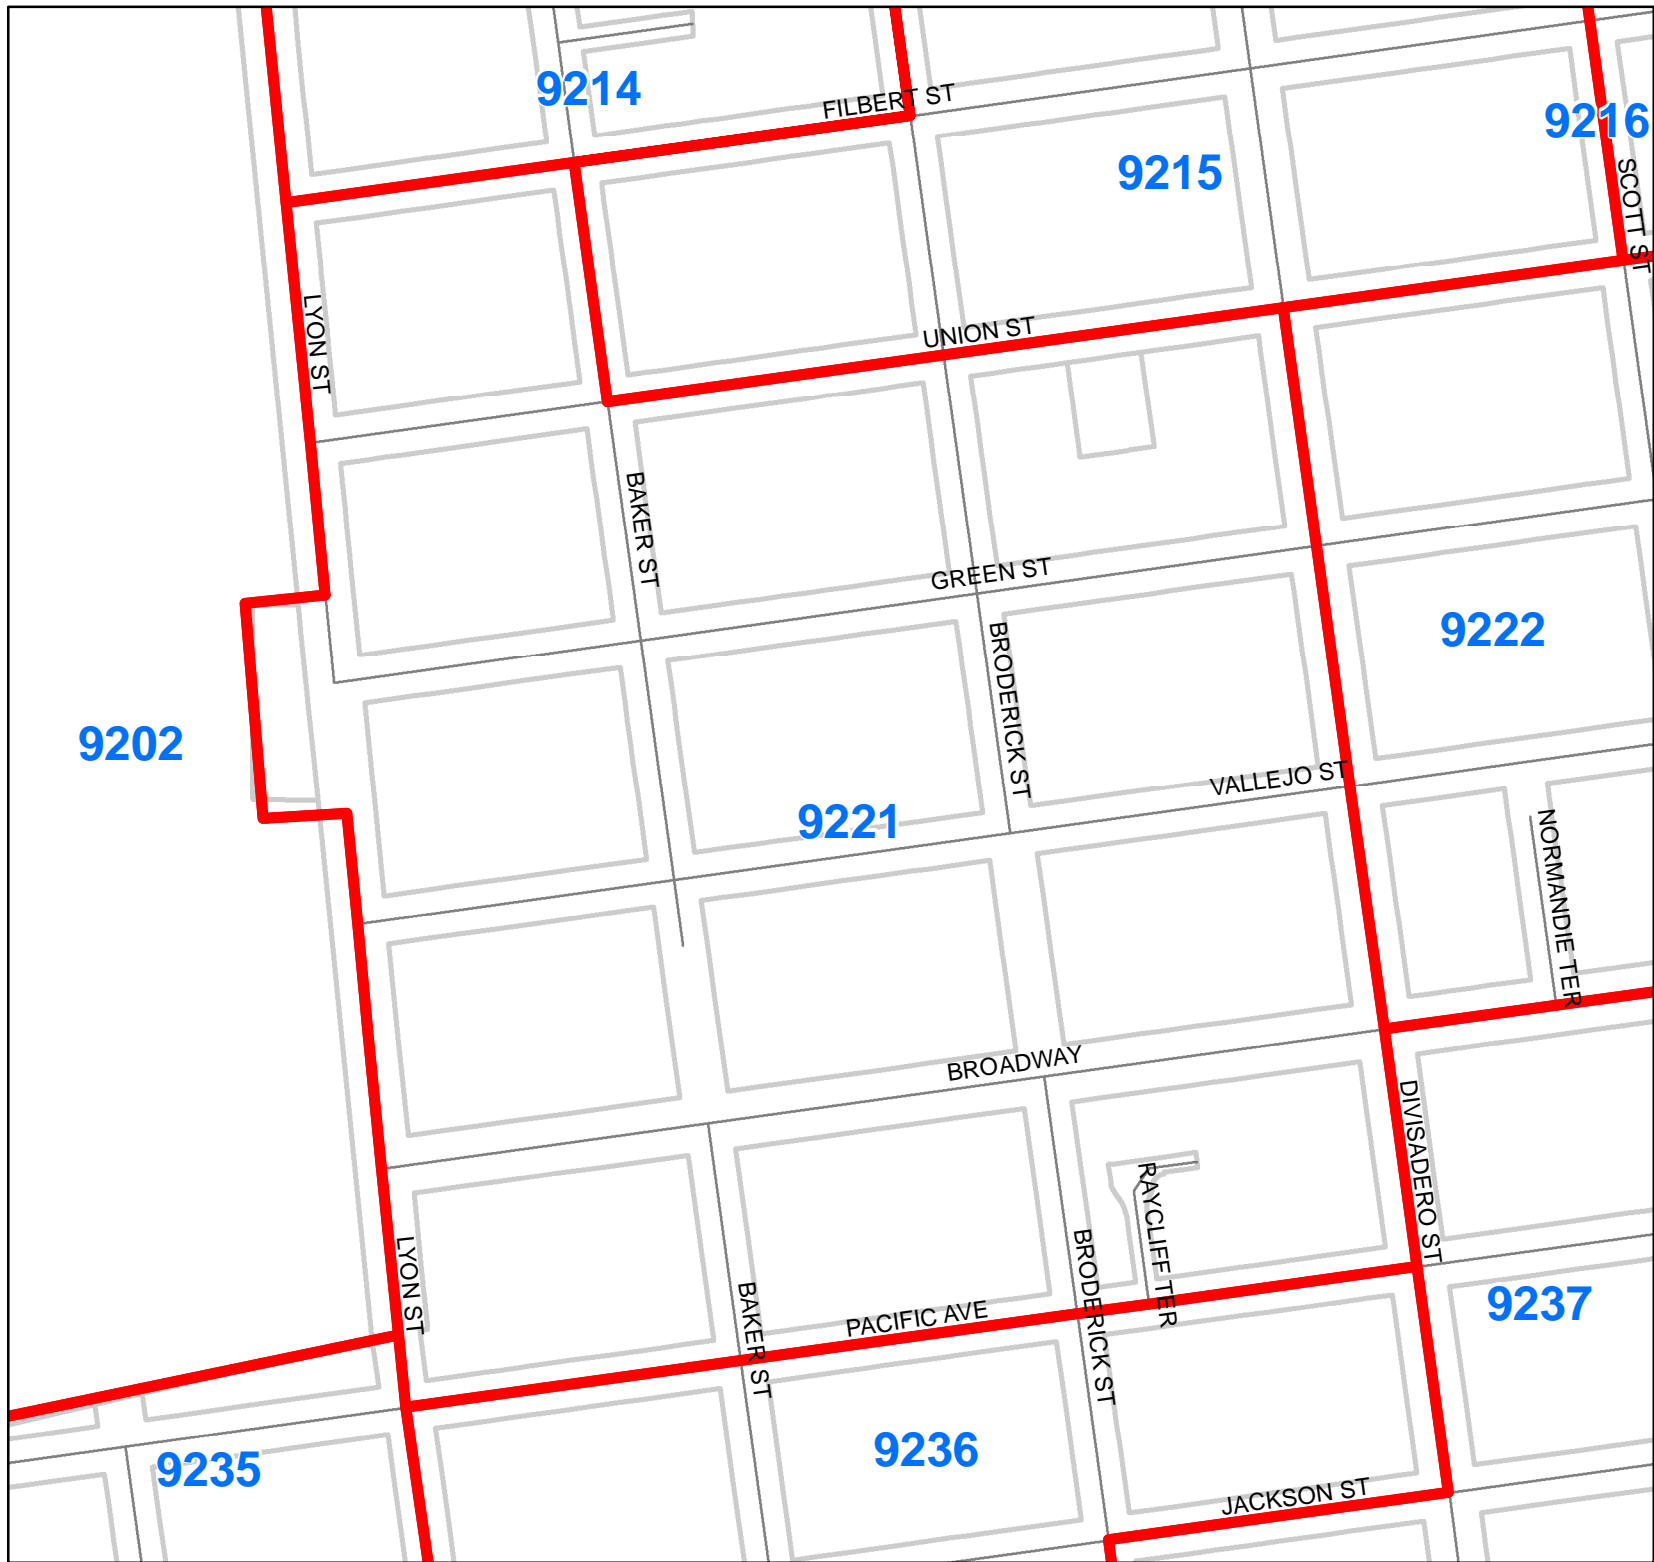 9214
FILBERT ST
9216
9215
SCOTT ST
LYON ST
UNION ST
BAKER ST
GREEN ST
BRODERICK ST
9222
9202
VALLEJO ST
9221
NORMANDIE TER
BROADWAY
DIVISADERO ST
RAYCLIFF TER
LYON ST
BRODERICK ST
BAKER ST
PACIFIC AVE
9237
9236
9235
JACKSON ST